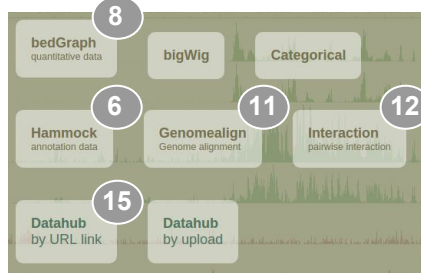 8
bedGraph
quantitative data
bigWig
Categorical
6
11
12
Hammock
annotation data
Genomealign
Genome alignment
Interaction
pairwise interaction
15
Datahub
by URL link
Datahub
by upload